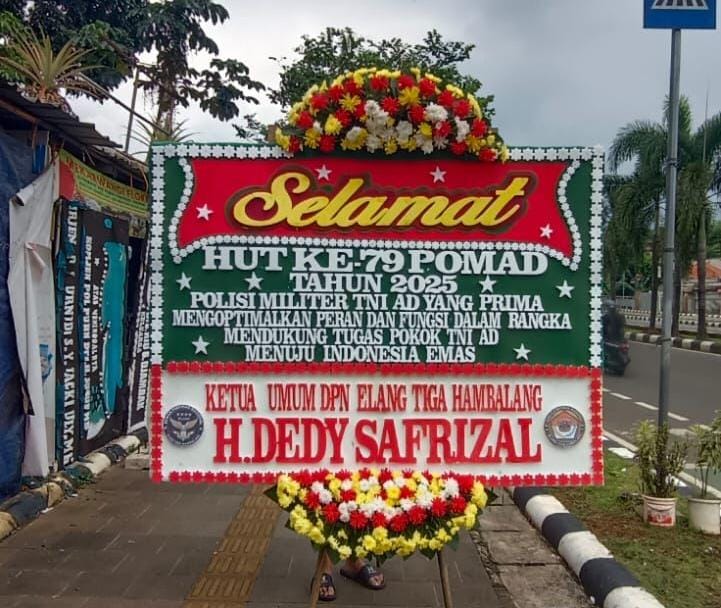 Selamat
HUT KE-79 POMAD
TAHUN 2025
POLISI MILITER TNI AD YANG PRIMA
MENGOPTIMALKAN PERAN DAN FUNGSI DALAM RANGKA
MENDUKUNG TUGAS POKOK TNI AD
MENUJU INDONESIA EMAS
KETUA UMUM DPN ELANG TIGA HAMBALANG
H.DEDY SAFRIZAL